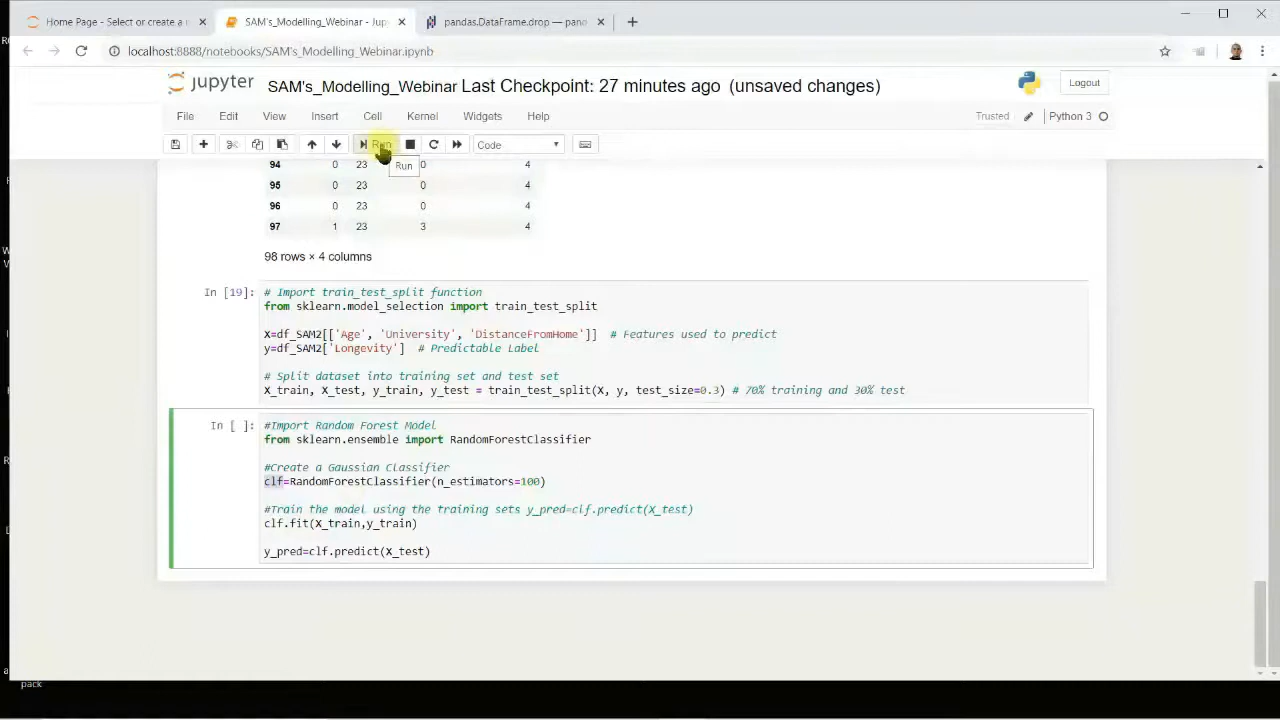 Home Page - Select or create a n
SAM's_Modelling_Webinar - Jup
pandas.DataFrame.drop — pand
localhost:8888/notebooks/SAM's_Modelling_Webinar.ipynb
jupyter SAM's_Modelling_Webinar Last Checkpoint: 27 minutes ago (unsaved changes) Logout
File Edit View Insert Cell Kernel Widgets Help Trusted Python 3
Run Code
Run
94 0 23 0 4
95 0 23 0 4
96 0 23 0 4
97 1 23 3 4
98 rows × 4 columns
In [19]: # Import train_test_split function
from sklearn.model_selection import train_test_split
X=df_SAM2[['Age', 'University', 'DistanceFromHome']] # Features used to predict
y=df_SAM2['Longevity'] # Predictable Label
# Split dataset into training set and test set
X_train, X_test, y_train, y_test = train_test_split(X, y, test_size=0.3) # 70% training and 30% test
In [ ]: #Import Random Forest Model
from sklearn.ensemble import RandomForestClassifier
#Create a Gaussian Classifier
clf=RandomForestClassifier(n_estimators=100)
#Train the model using the training sets y_pred=clf.predict(X_test)
clf.fit(X_train,y_train)
y_pred=clf.predict(X_test)
pack